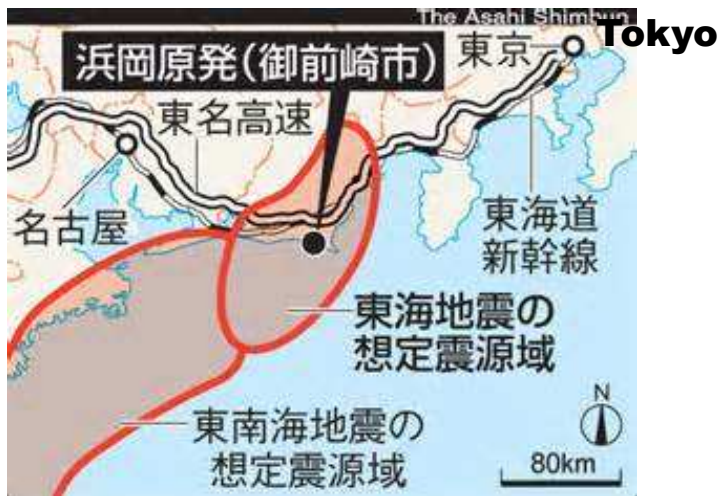 The Asahi Shimbun
Tokyo
浜岡原発(御前崎市)
東京
東名高速
名古屋
東海道
新幹線
東海地震の
想定震源域
東南海地震の
想定震源域
N
80km